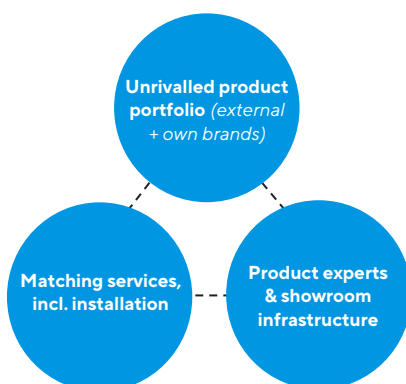 Unrivalled product
portfolio (external
+ own brands)
Matching services,
incl. installation
Product experts
& showroom
infrastructure